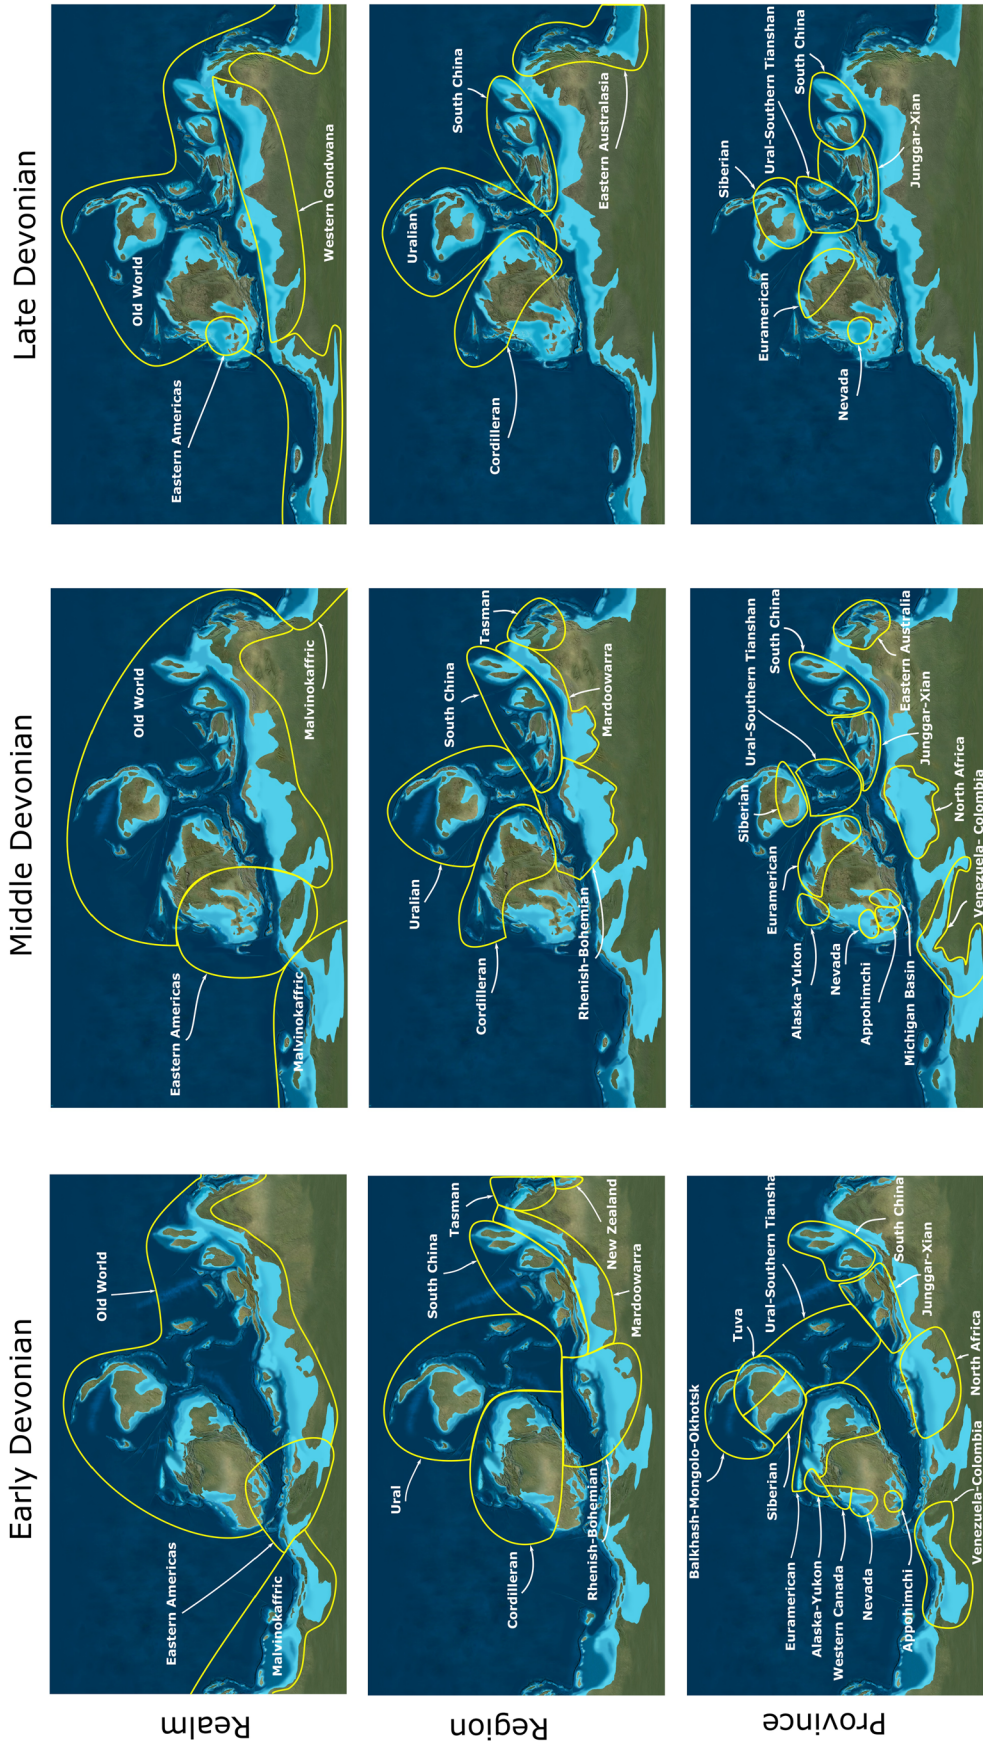 Early Devonian
Middle Devonian
Late Devonian
Realm
Old World
Eastern Americas
Malvinokaffric
Old World
Eastern Americas
Malvinokaffric
Malvinokaffric
Old World
Eastern Americas
Western Gondwana
Region
Ural
South China
Tasman
Cordilleran
Rhenish-Bohemian
Mardoowarra
New Zealand
Uralian
South China
Tasman
Cordilleran
Rhenish-Bohemian
Mardoowarra
Uralian
South China
Cordilleran
Eastern Australasia
Province
Balkhash-Mongolo-Okhotsk
Tuva
Ural-Southern Tiansha
Siberian
Euramerican
Alaska-Yukon
Western Canada
Nevada
Appohimchi
South China
Junggar-Xian
North Africa
Venezuela-Colombia
Siberian
Ural-Southern Tianshan
South China
Euramerican
Alaska-Yukon
Nevada
Appohimchi
Michigan Basin
Eastern Australia
Junggar-Xian
North Africa
Venezuela- Colombia
Siberian
Ural-Southern Tianshan
South China
Euramerican
Nevada
Junggar-Xian